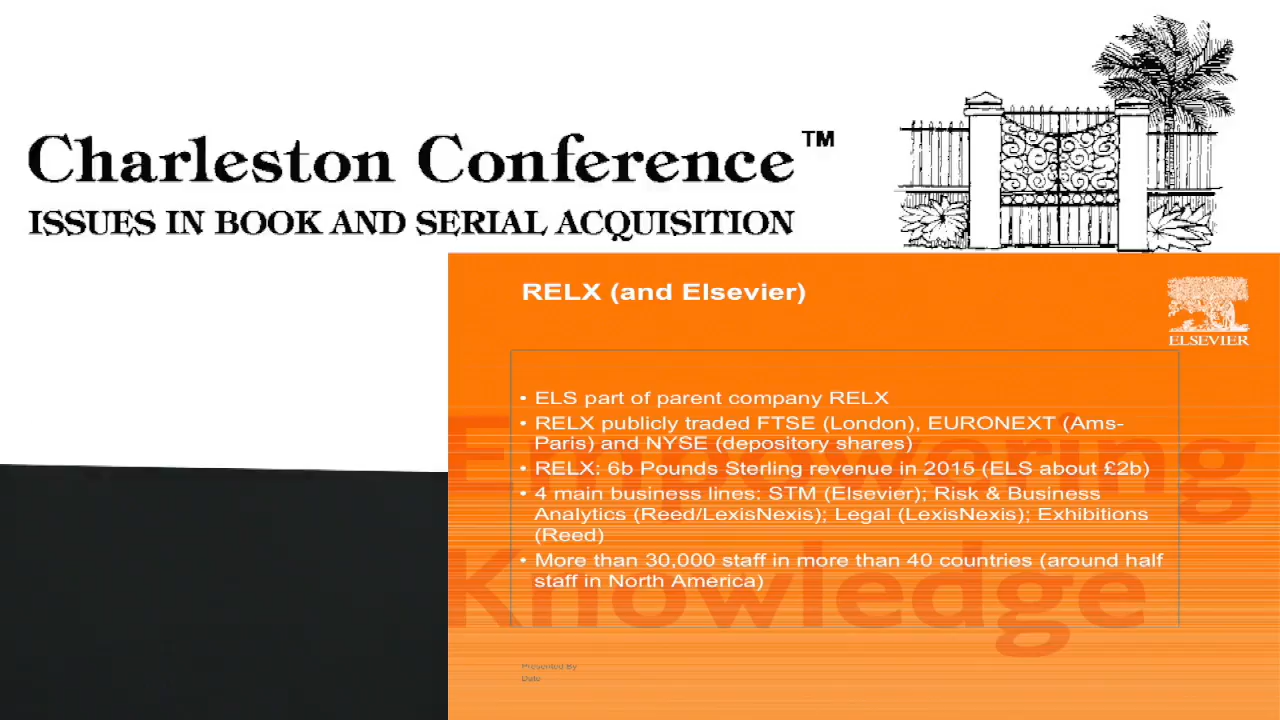 Charleston Conference™
ISSUES IN BOOK AND SERIAL ACQUISITION
RELX (and Elsevier)
ELSEVIER
• ELS part of parent company RELX
• RELX publicly traded FTSE (London), EURONEXT (Ams-
Paris) and NYSE (depository shares)
• RELX: 6b Pounds Sterling revenue in 2015 (ELS about £2b)
• 4 main business lines: STM (Elsevier); Risk & Business
Analytics (Reed/LexisNexis); Legal (LexisNexis); Exhibitions
(Reed)
• More than 30,000 staff in more than 40 countries (around half
staff in North America)
Empowering
Knowledge
Presented By
Date